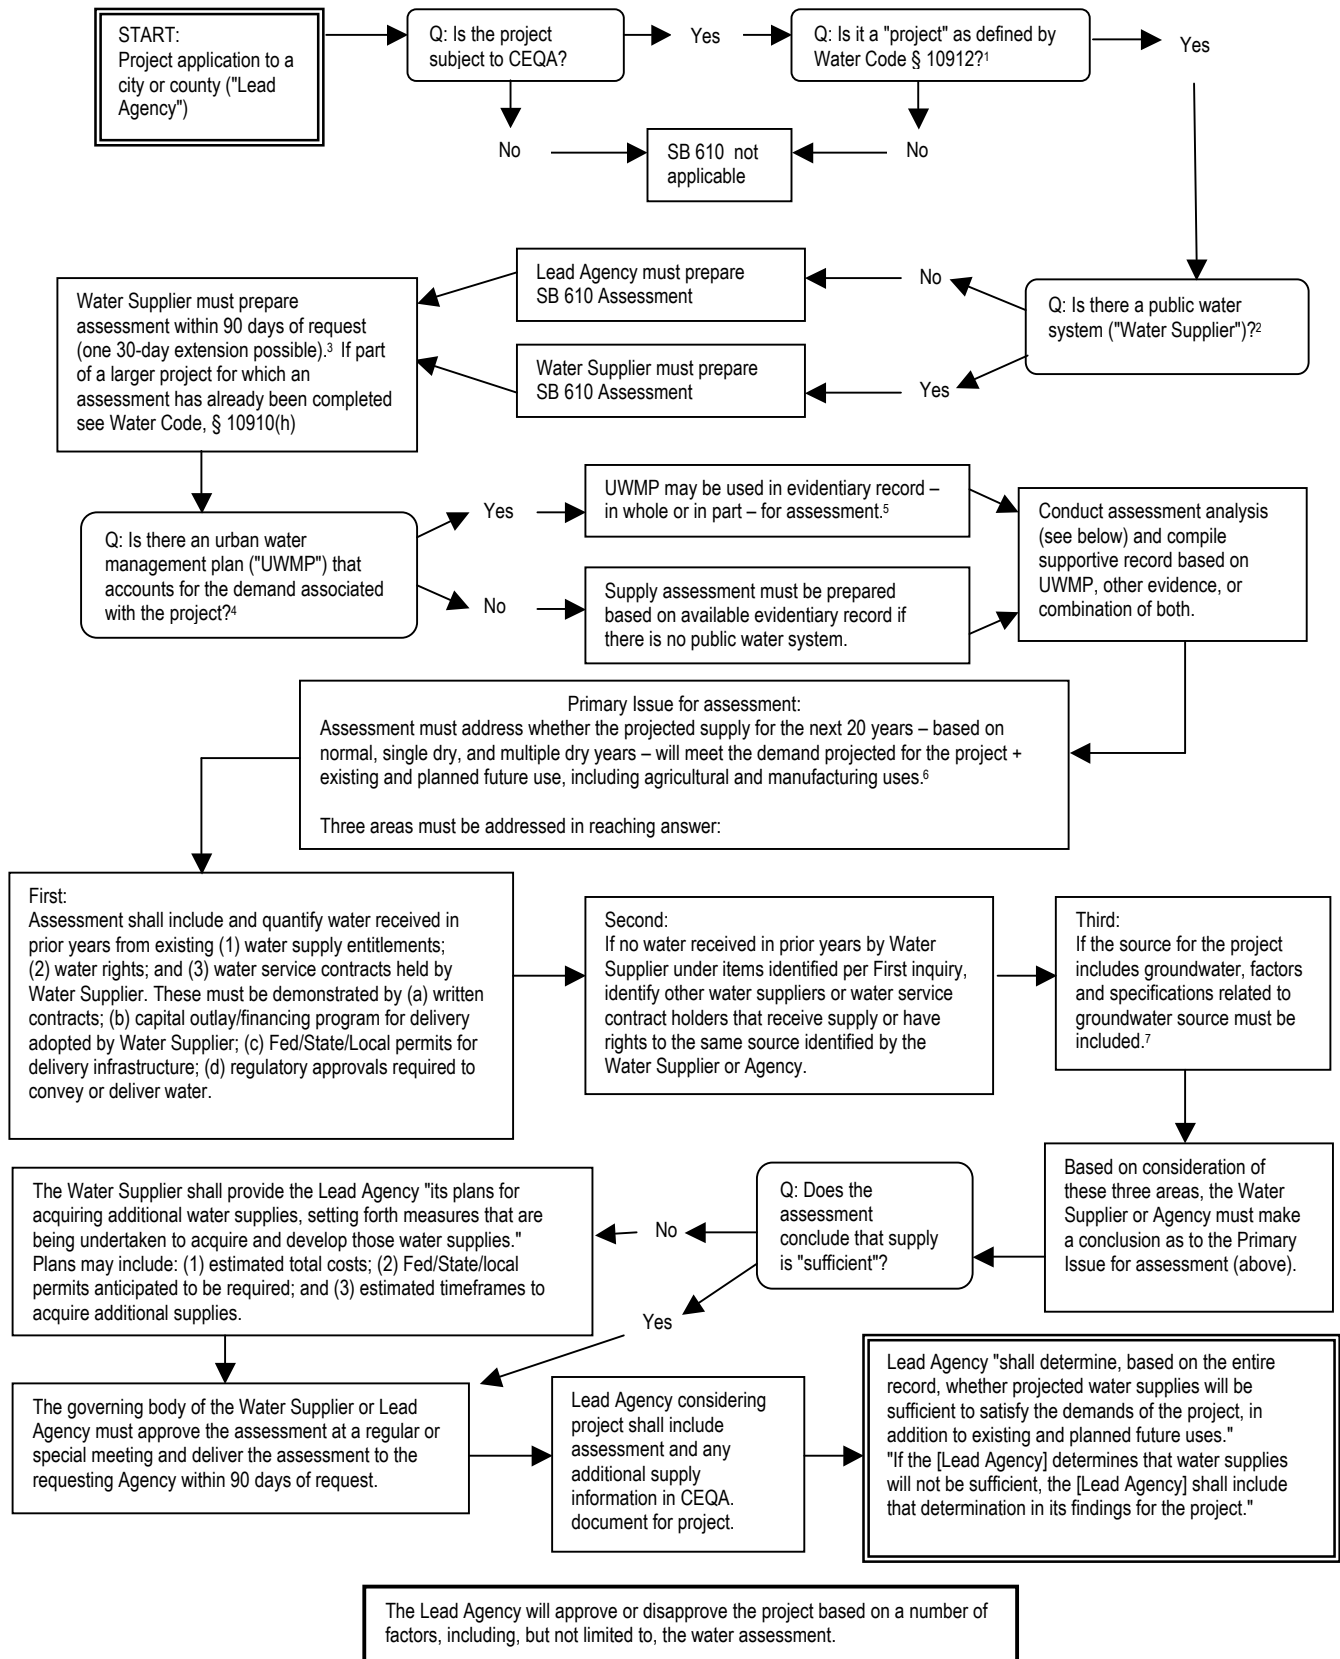 START:
Project application to a
city or county ("Lead
Agency")
Q: Is the project
subject to CEQA?
Yes
Q: Is it a "project" as defined by
Water Code § 10912?¹
Yes
No
SB 610  not
applicable
No
Lead Agency must prepare
SB 610 Assessment
No
Q: Is there a public water
system ("Water Supplier")?²
Water Supplier must prepare
assessment within 90 days of request
(one 30-day extension possible).³ If part
of a larger project for which an
assessment has already been completed
see Water Code, § 10910(h)
Water Supplier must prepare
SB 610 Assessment
Yes
Q: Is there an urban water
management plan ("UWMP") that
accounts for the demand associated
with the project?⁴
Yes
UWMP may be used in evidentiary record –
in whole or in part – for assessment.⁵
No
Supply assessment must be prepared
based on available evidentiary record if
there is no public water system.
Conduct assessment analysis
(see below) and compile
supportive record based on
UWMP, other evidence, or
combination of both.
Primary Issue for assessment:
Assessment must address whether the projected supply for the next 20 years – based on
normal, single dry, and multiple dry years – will meet the demand projected for the project +
existing and planned future use, including agricultural and manufacturing uses.⁶
Three areas must be addressed in reaching answer:
First:
Assessment shall include and quantify water received in
prior years from existing (1) water supply entitlements;
(2) water rights; and (3) water service contracts held by
Water Supplier. These must be demonstrated by (a) written
contracts; (b) capital outlay/financing program for delivery
adopted by Water Supplier; (c) Fed/State/Local permits for
delivery infrastructure; (d) regulatory approvals required to
convey or deliver water.
Second:
If no water received in prior years by Water
Supplier under items identified per First inquiry,
identify other water suppliers or water service
contract holders that receive supply or have
rights to the same source identified by the
Water Supplier or Agency.
Third:
If the source for the project
includes groundwater, factors
and specifications related to
groundwater source must be
included.⁷
Based on consideration of
these three areas, the Water
Supplier or Agency must make
a conclusion as to the Primary
Issue for assessment (above).
Q: Does the
assessment
conclude that supply
is "sufficient"?
No
The Water Supplier shall provide the Lead Agency "its plans for
acquiring additional water supplies, setting forth measures that are
being undertaken to acquire and develop those water supplies."
Plans may include: (1) estimated total costs; (2) Fed/State/local
permits anticipated to be required; and (3) estimated timeframes to
acquire additional supplies.
Yes
The governing body of the Water Supplier or Lead
Agency must approve the assessment at a regular or
special meeting and deliver the assessment to the
requesting Agency within 90 days of request.
Lead Agency considering
project shall include
assessment and any
additional supply
information in CEQA.
document for project.
Lead Agency "shall determine, based on the entire
record, whether projected water supplies will be
sufficient to satisfy the demands of the project, in
addition to existing and planned future uses."
"If the [Lead Agency] determines that water supplies
will not be sufficient, the [Lead Agency] shall include
that determination in its findings for the project."
The Lead Agency will approve or disapprove the project based on a number of
factors, including, but not limited to, the water assessment.